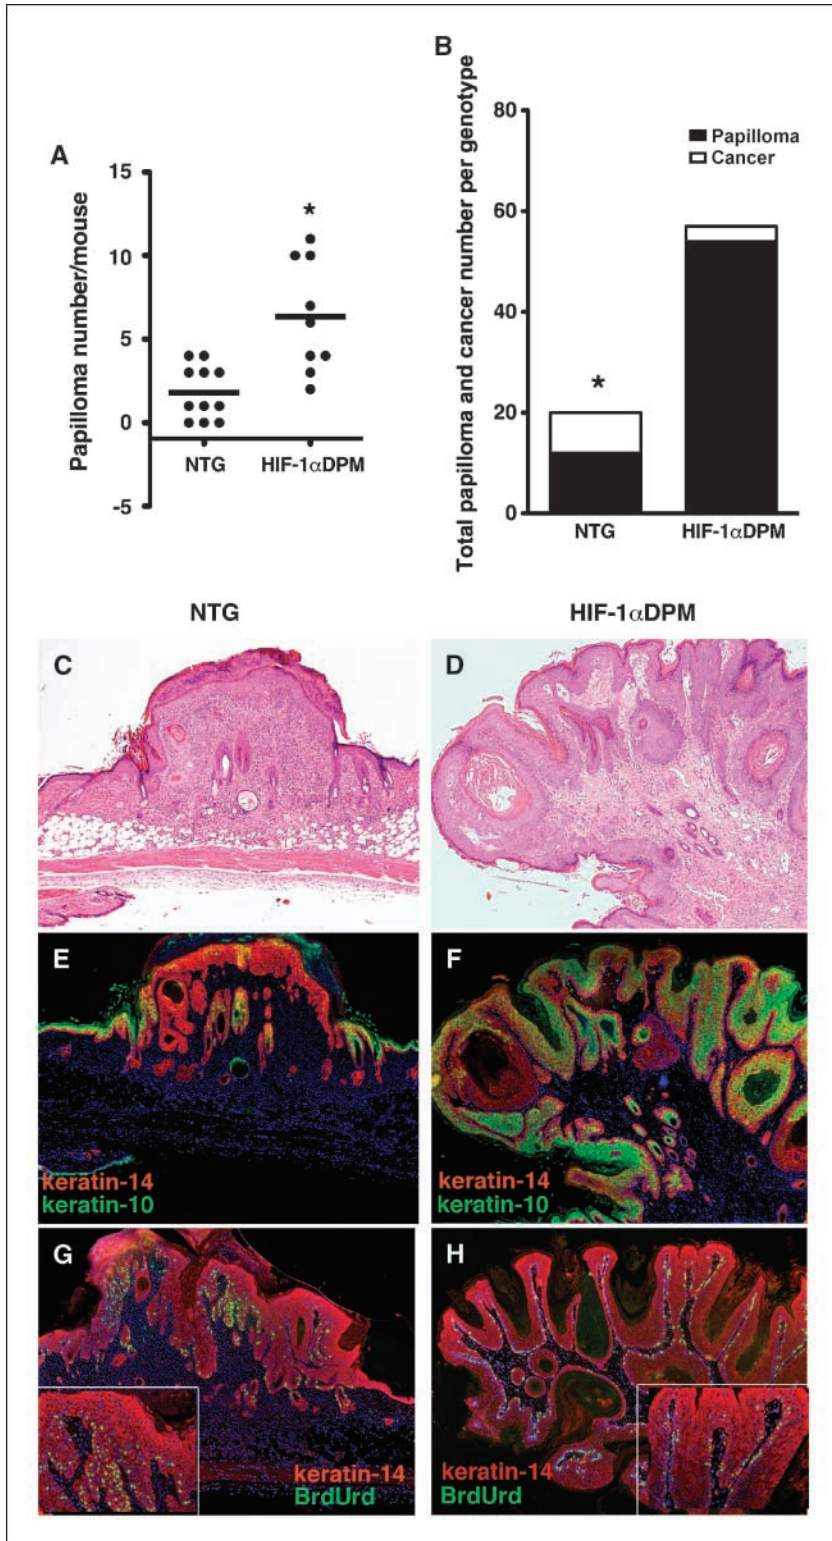 A
Papilloma number/mouse
15
10
5
0
-5
*
NTG
HIF-1αDPM
B
Total papilloma and cancer number per genotype
80
60
40
20
0
Papilloma
Cancer
*
NTG
HIF-1αDPM
NTG
HIF-1αDPM
C
D
E
keratin-14
keratin-10
F
keratin-14
keratin-10
G
keratin-14
BrdUrd
H
keratin-14
BrdUrd